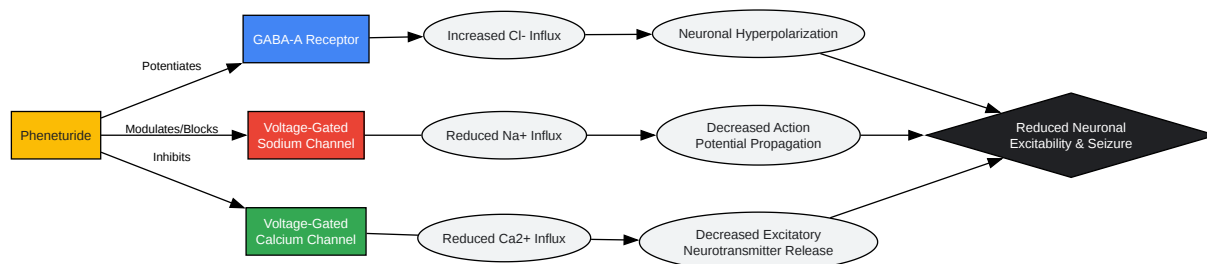 Pheneturide
Potentiates
Modulates/Blocks
Inhibits
GABA-A Receptor
Increased Cl- Influx
Neuronal Hyperpolarization
Voltage-Gated
Sodium Channel
Reduced Na+ Influx
Decreased Action
Potential Propagation
Voltage-Gated
Calcium Channel
Reduced Ca2+ Influx
Decreased Excitatory
Neurotransmitter Release
Reduced Neuronal
Excitability & Seizure